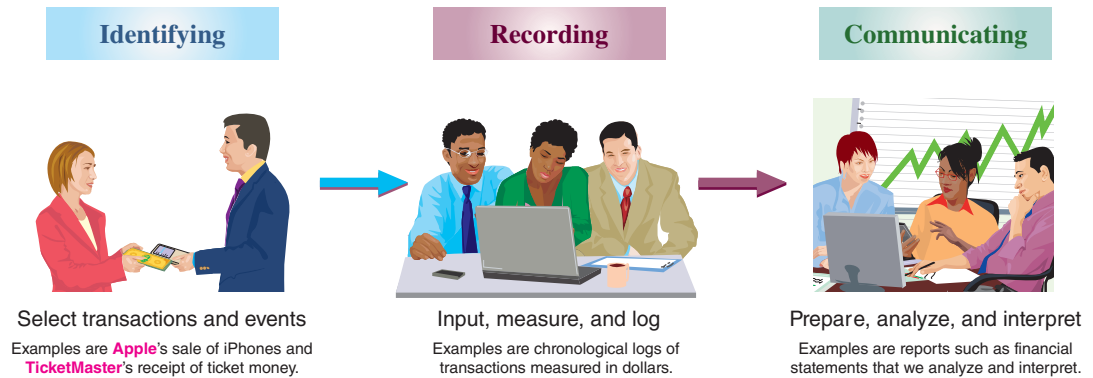 Identifying
Recording
Communicating
Select transactions and events
Examples are Apple's sale of iPhones and
TicketMaster's receipt of ticket money.
Input, measure, and log
Examples are chronological logs of
transactions measured in dollars.
Prepare, analyze, and interpret
Examples are reports such as financial
statements that we analyze and interpret.